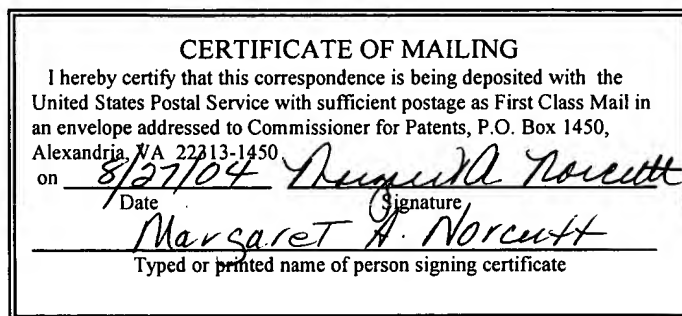 CERTIFICATE OF MAILING
I hereby certify that this correspondence is being deposited with the
United States Postal Service with sufficient postage as First Class Mail in
an envelope addressed to Commissioner for Patents, P.O. Box 1450,
Alexandria, VA 22313-1450
on 8/27/04 Margaret A. Norcutt
Date Signature
Margaret A. Norcutt
Typed or printed name of person signing certificate